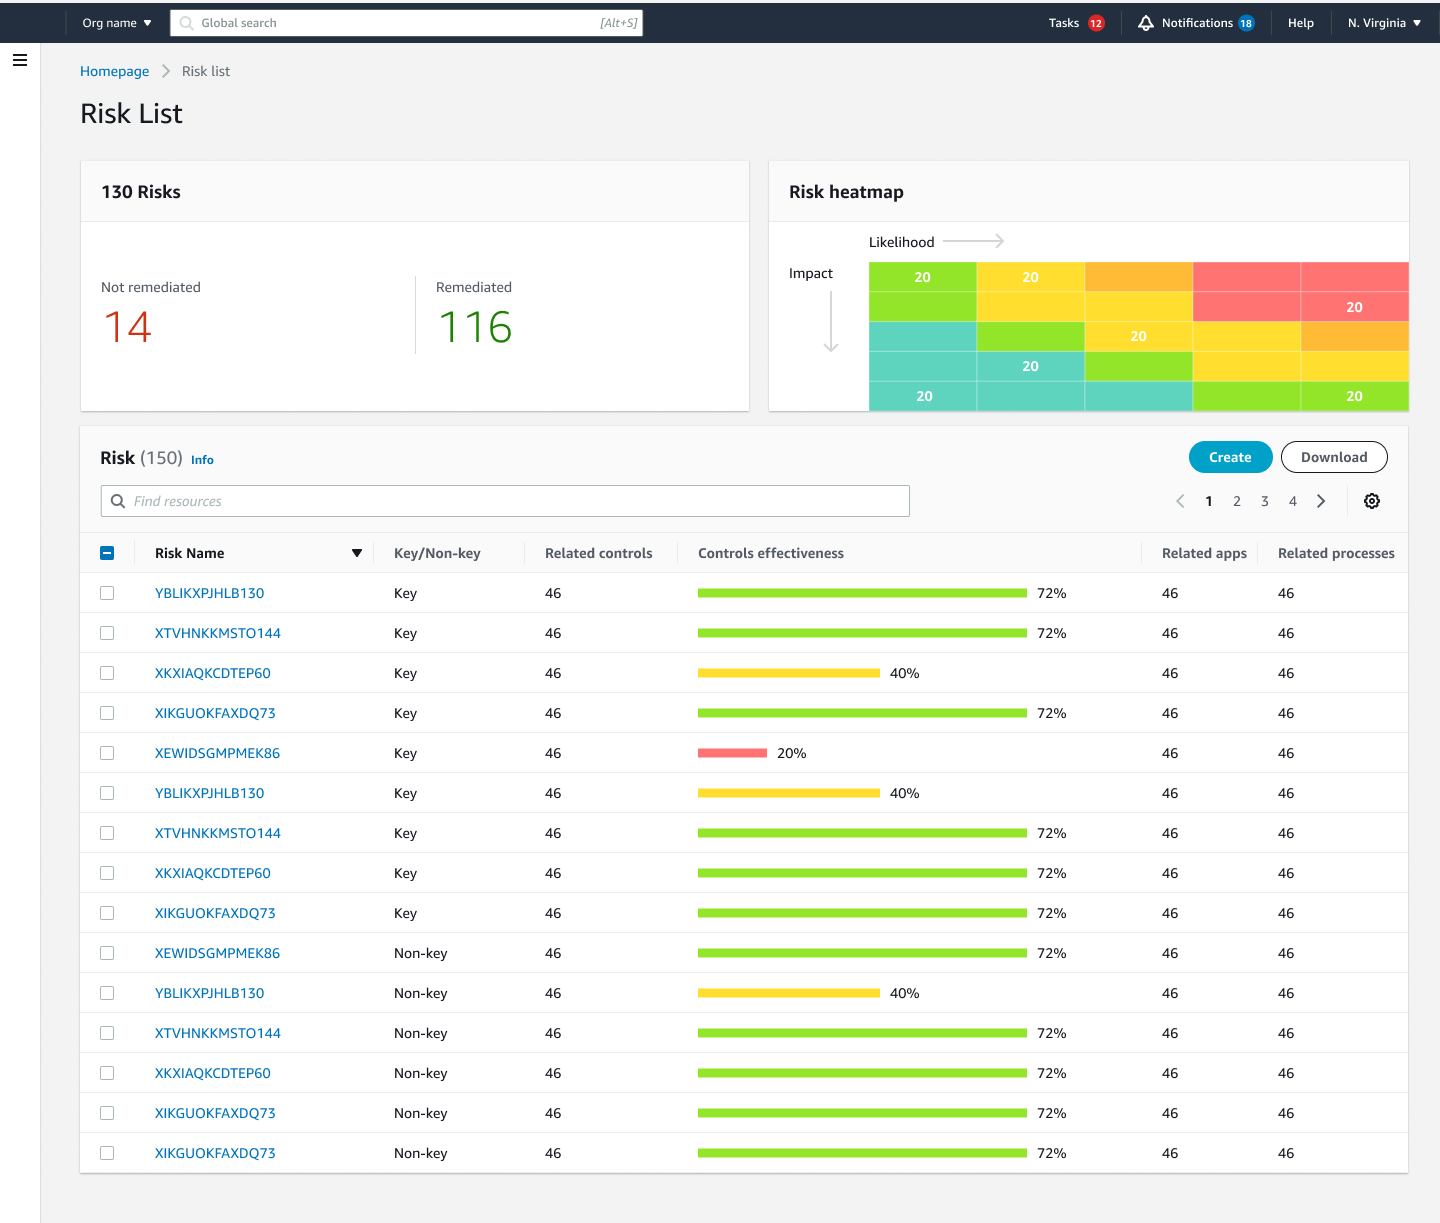 Org name Global search [Alt+S] Tasks 12 Notifications 18 Help N. Virginia
Homepage Risk list
Risk List
130 Risks
Not remediated Remediated
14 116
Risk heatmap
Likelihood
Impact
20 20
20
20
20
20 20
Risk (150) Info Create Download
Find resources 1 2 3 4
Risk Name Key/Non-key Related controls Controls effectiveness Related apps Related processes
YBLIKXPJHLB130 Key 46 72% 46 46
XTVHNKKMSTO144 Key 46 72% 46 46
XKXIAQKCDTEP60 Key 46 40% 46 46
XIKGUOKFAXDQ73 Key 46 72% 46 46
XEWIDSGMPMEK86 Key 46 20% 46 46
YBLIKXPJHLB130 Key 46 40% 46 46
XTVHNKKMSTO144 Key 46 72% 46 46
XKXIAQKCDTEP60 Key 46 72% 46 46
XIKGUOKFAXDQ73 Key 46 72% 46 46
XEWIDSGMPMEK86 Non-key 46 72% 46 46
YBLIKXPJHLB130 Non-key 46 40% 46 46
XTVHNKKMSTO144 Non-key 46 72% 46 46
XKXIAQKCDTEP60 Non-key 46 72% 46 46
XIKGUOKFAXDQ73 Non-key 46 72% 46 46
XIKGUOKFAXDQ73 Non-key 46 72% 46 46